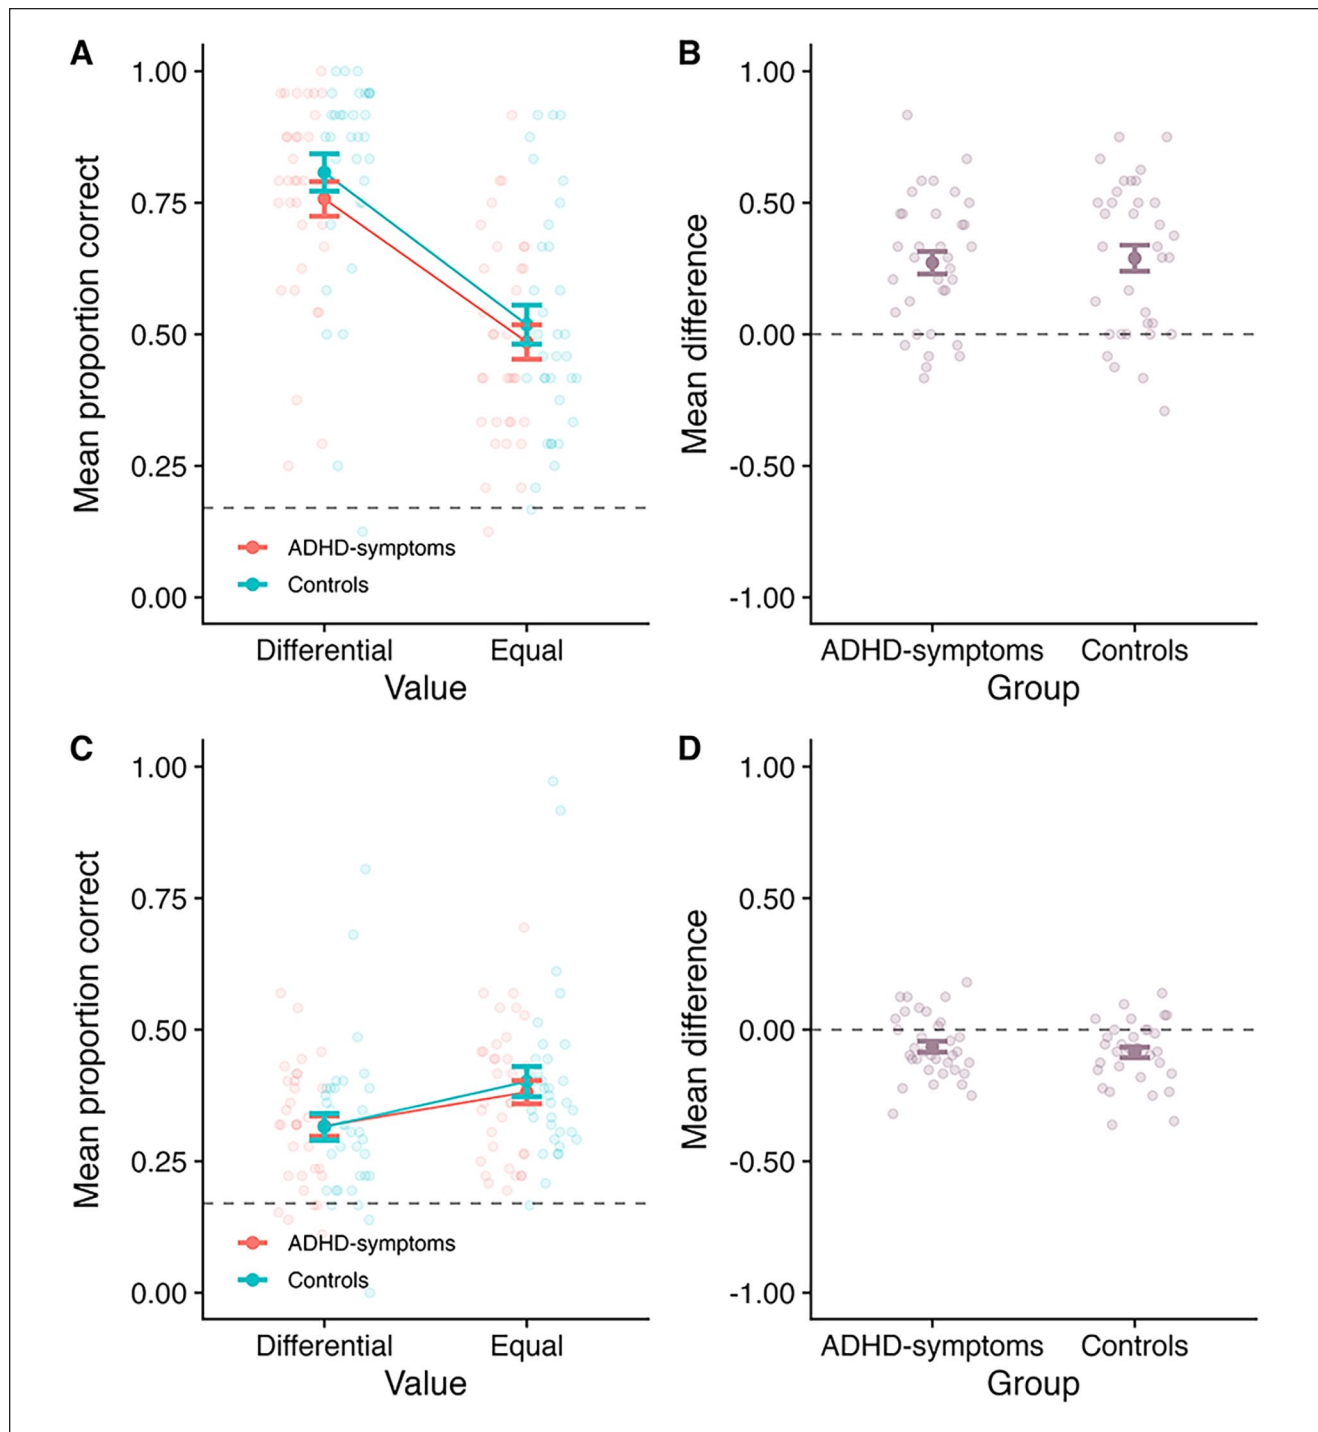 A
Mean proportion correct
1.00
0.75
0.50
0.25
0.00
ADHD-symptoms
Controls
Differential
Equal
Value
B
Mean difference
1.00
0.50
0.00
-0.50
-1.00
ADHD-symptoms
Controls
Group
C
Mean proportion correct
1.00
0.75
0.50
0.25
0.00
ADHD-symptoms
Controls
Differential
Equal
Value
D
Mean difference
1.00
0.50
0.00
-0.50
-1.00
ADHD-symptoms
Controls
Group